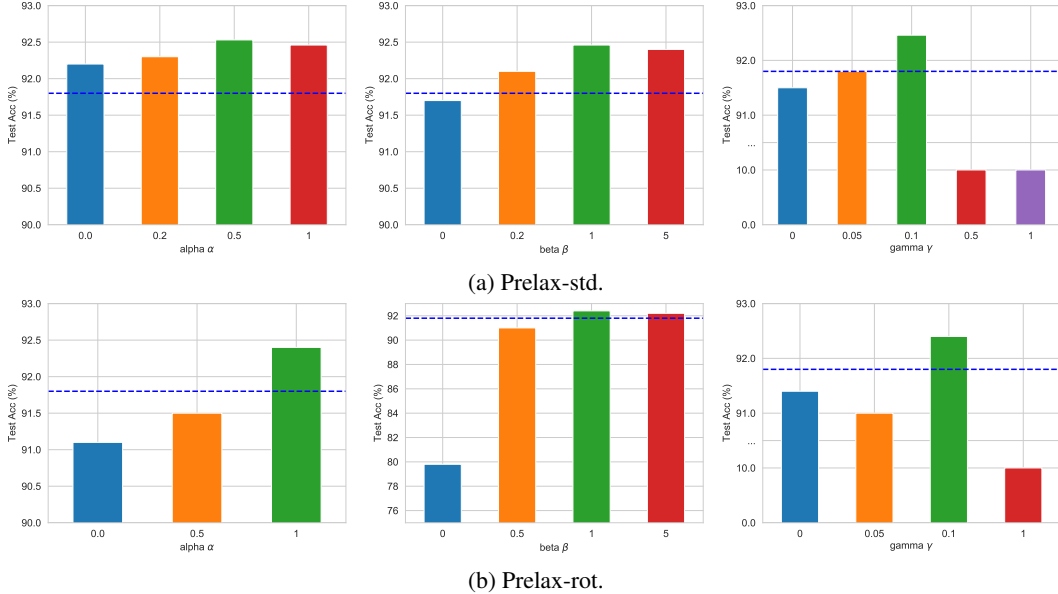 93.0
92.5
92.0
91.5
91.0
90.5
90.0
Test Acc (%)
0.0 0.2 0.5 1
alpha α
93.0
92.5
92.0
91.5
91.0
90.5
90.0
Test Acc (%)
0 0.2 1 5
beta β
93.0
92.0
91.0
...
10.0
0.0
Test Acc (%)
0 0.05 0.1 0.5 1
gamma γ
(a) Prelax-std.
93.0
92.5
92.0
91.5
91.0
90.5
90.0
Test Acc (%)
0.0 0.5 1
alpha α
92
90
88
86
84
82
80
78
76
Test Acc (%)
0 0.5 1 5
beta β
93.0
92.0
91.0
...
10.0
0.0
Test Acc (%)
0 0.05 0.1 1
gamma γ
(b) Prelax-rot.